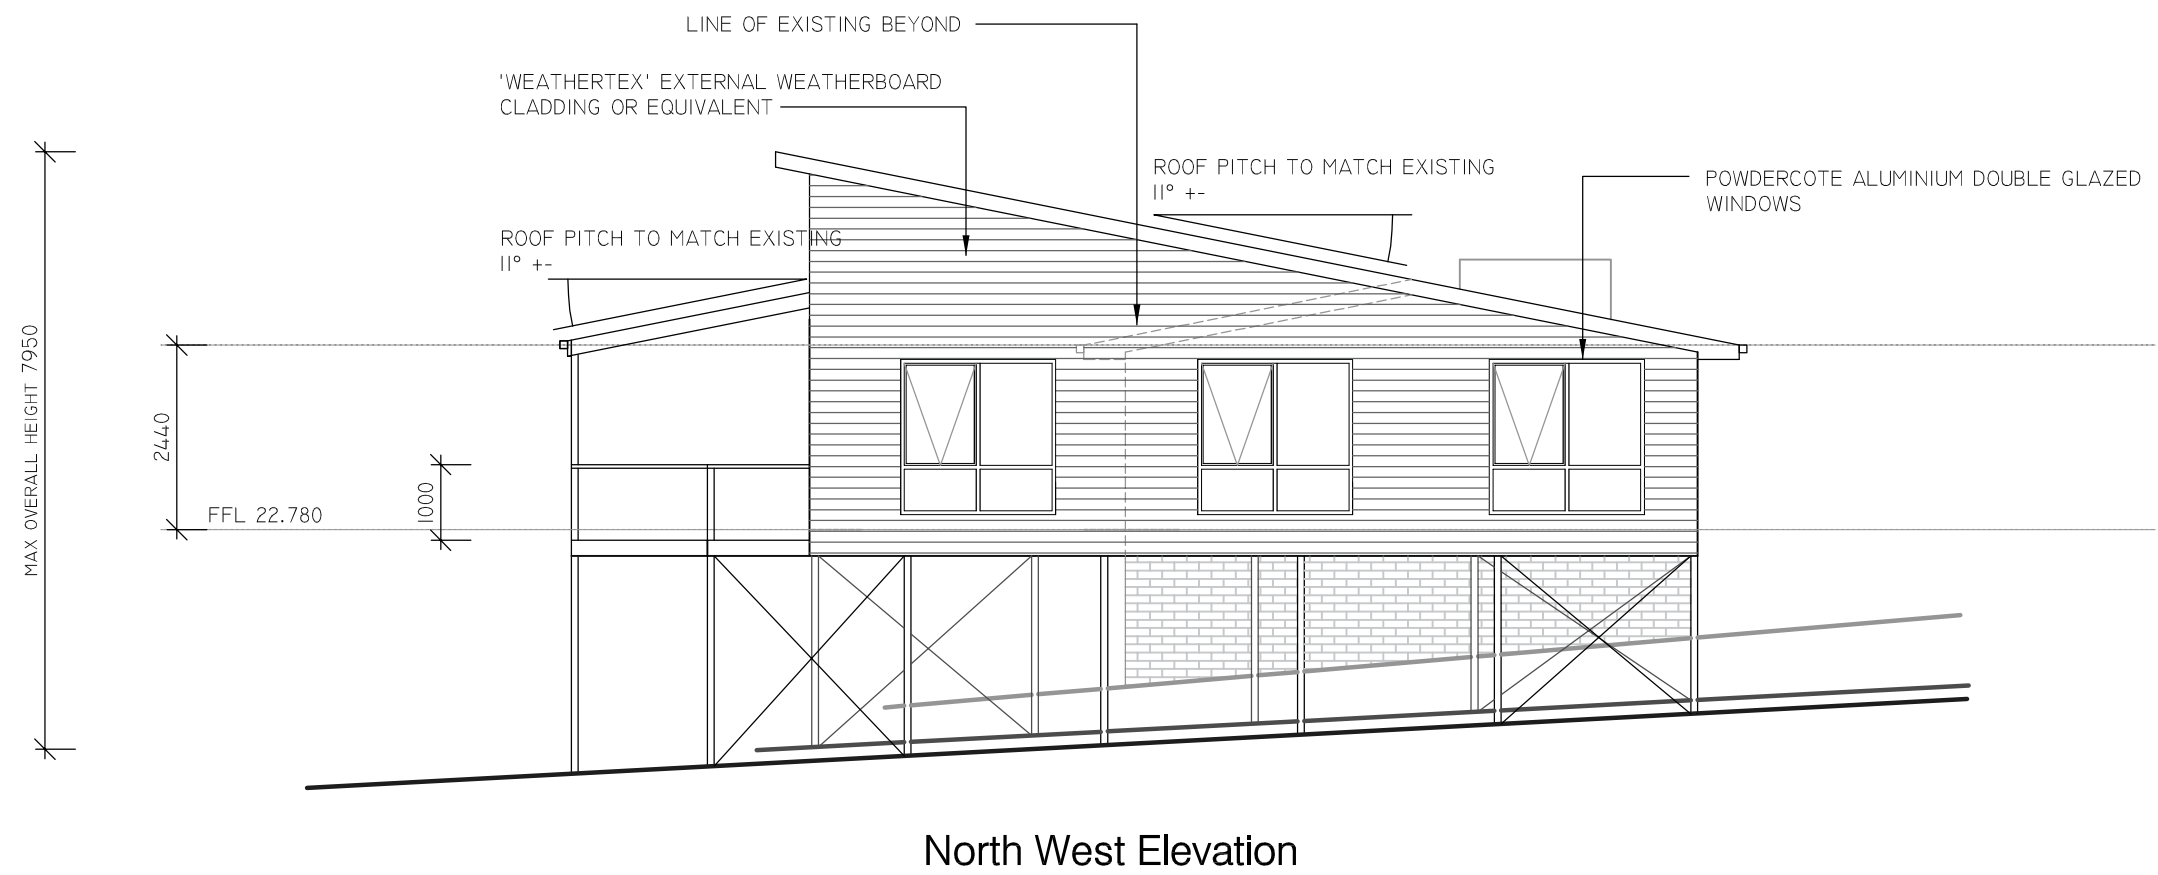 LINE OF EXISTING BEYOND
'WEATHERTEX' EXTERNAL WEATHERBOARD
CLADDING OR EQUIVALENT
ROOF PITCH TO MATCH EXISTING
11° +-
POWDERCOTE ALUMINIUM DOUBLE GLAZED
WINDOWS
ROOF PITCH TO MATCH EXISTING
11° +-
MAX OVERALL HEIGHT 7950
2440
1000
FFL 22.780
North West Elevation